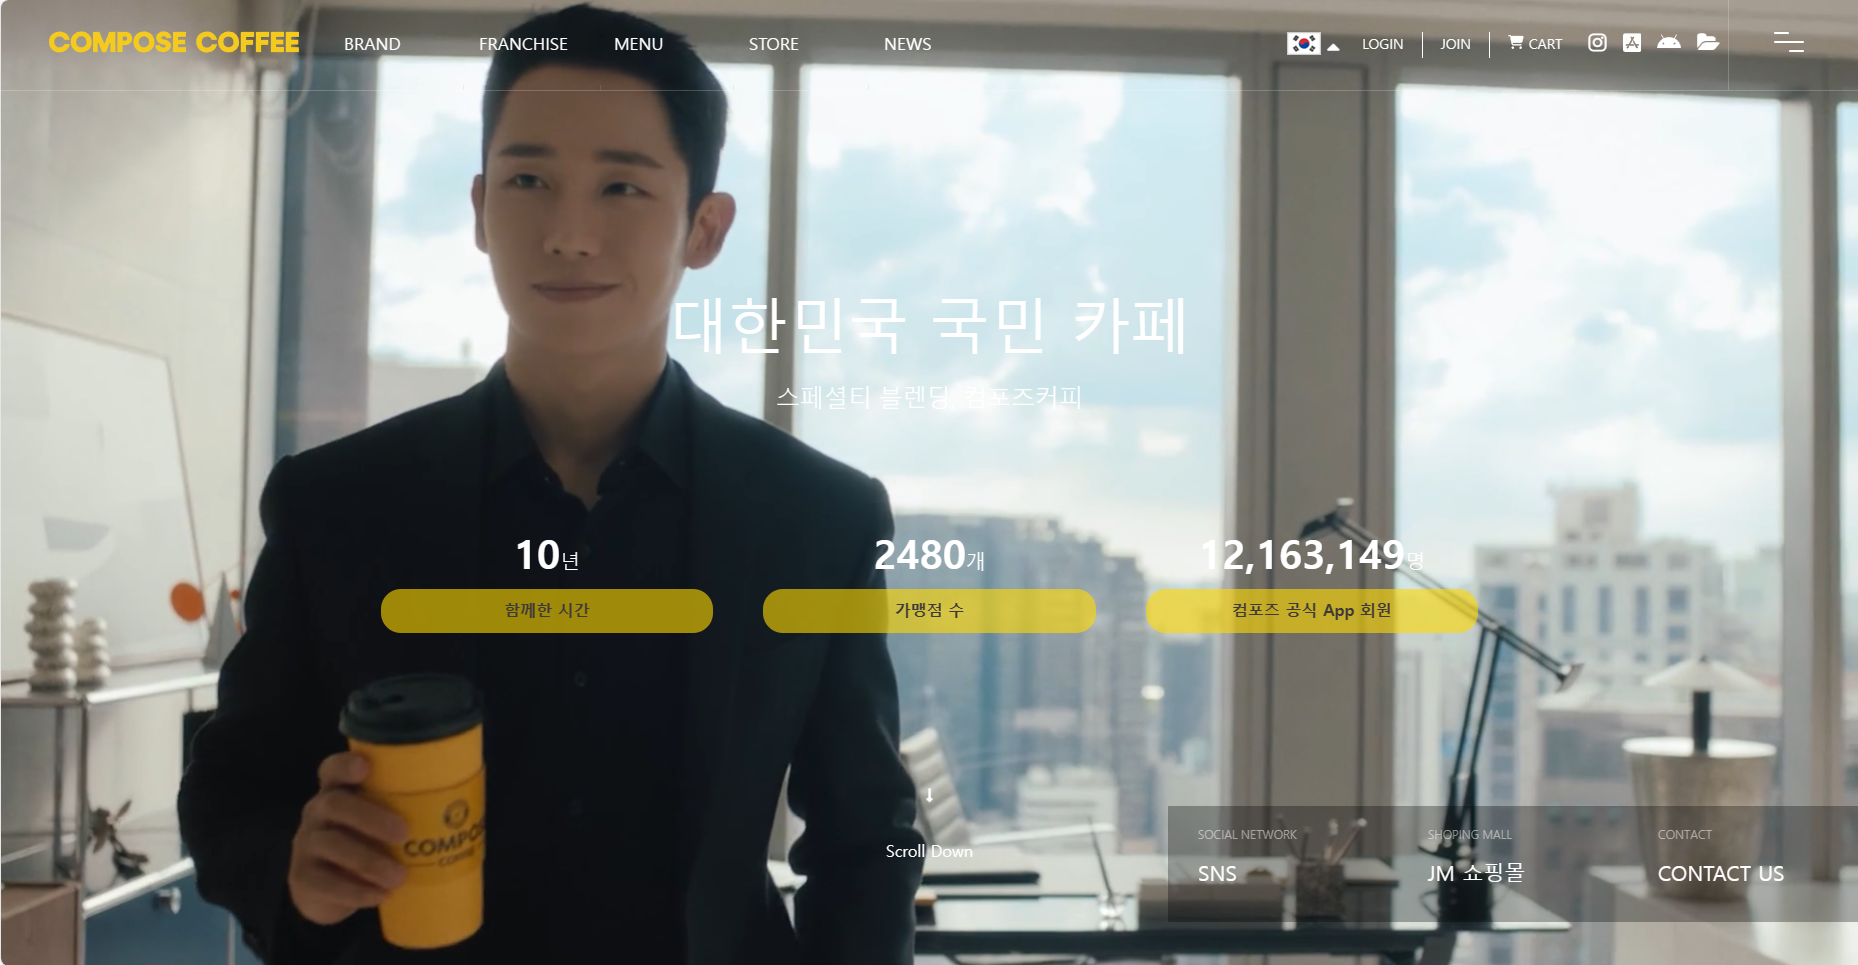 COMPOSE COFFEE
BRAND
FRANCHISE
MENU
STORE
NEWS
LOGIN
JOIN
CART
대한민국 국민 카페
스페셜티 블렌딩, 컴포즈커피
10년
2480개
12,163,149명
함께한 시간
가맹점 수
컴포즈 공식 App 회원
COMPOSE
COFFEE
Scroll Down
SOCIAL NETWORK
SHOPING MALL
CONTACT
SNS
JM 쇼핑몰
CONTACT US